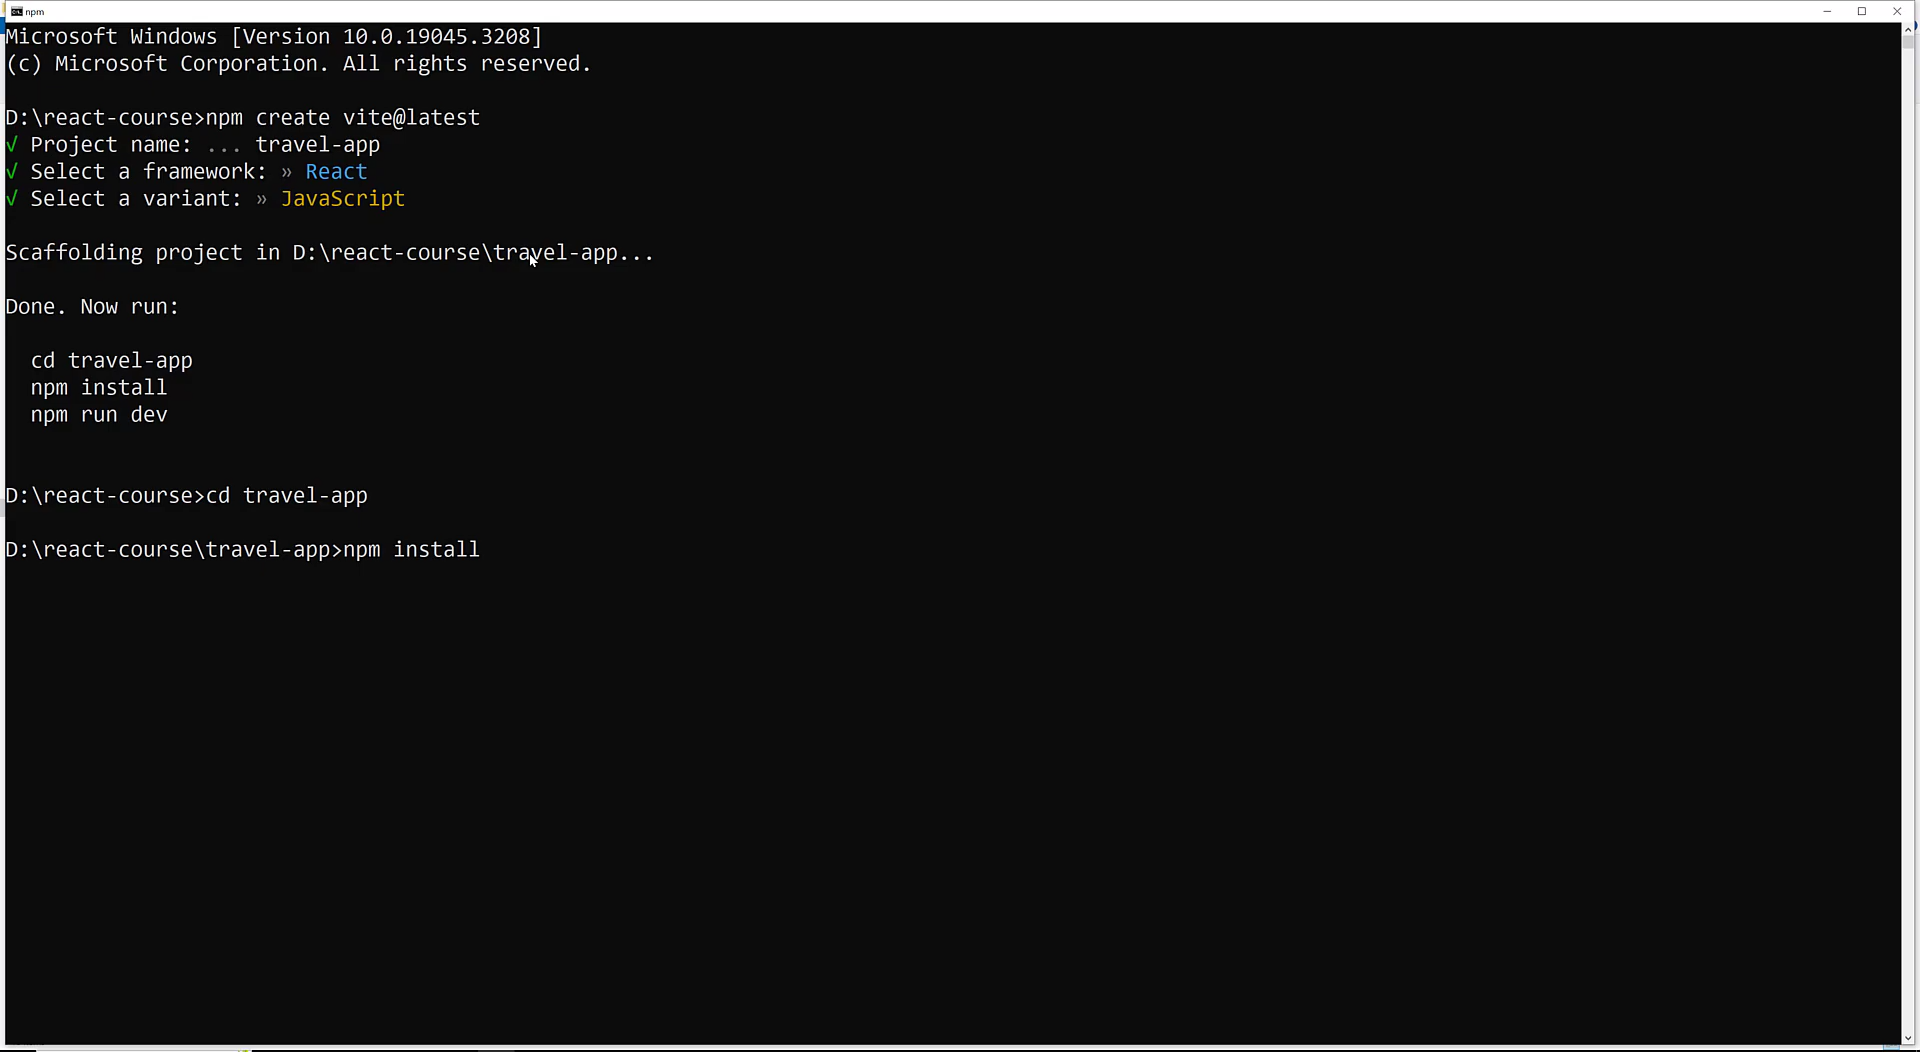 npm
Microsoft Windows [Version 10.0.19045.3208]
(c) Microsoft Corporation. All rights reserved.
D:\react-course>npm create vite@latest
√ Project name: ... travel-app
√ Select a framework: » React
√ Select a variant: » JavaScript
Scaffolding project in D:\react-course\travel-app...
Done. Now run:
cd travel-app
npm install
npm run dev
D:\react-course>cd travel-app
D:\react-course\travel-app>npm install